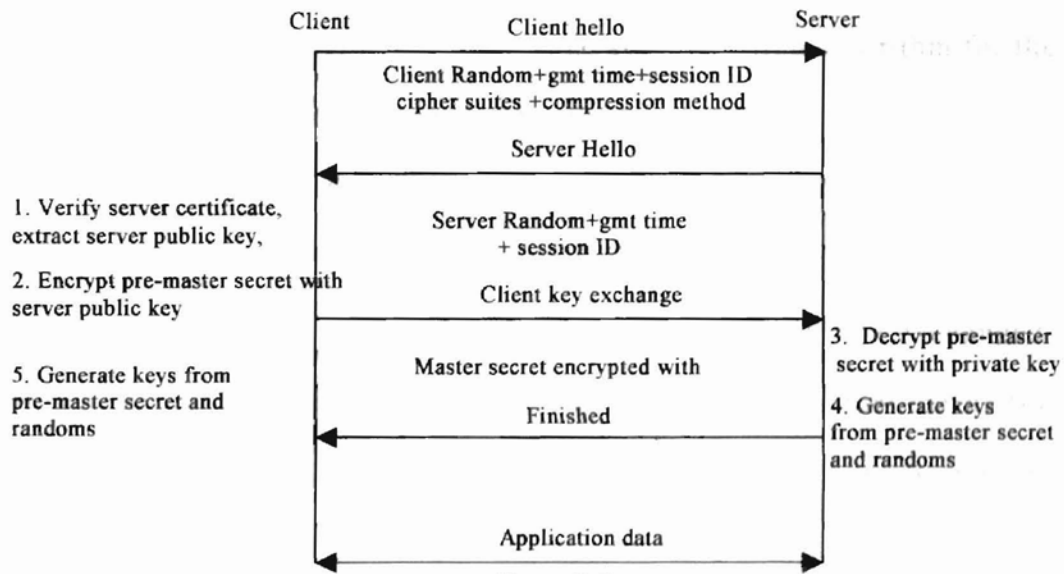 Client
Client hello
Server
Client Random+gmt time+session ID
cipher suites +compression method
Server Hello
1. Verify server certificate,
extract server public key,
Server Random+gmt time
+ session ID
2. Encrypt pre-master secret with
server public key
Client key exchange
3. Decrypt pre-master
secret with private key
Master secret encrypted with
5. Generate keys from
pre-master secret and
randoms
Finished
4. Generate keys
from pre-master secret
and randoms
Application data